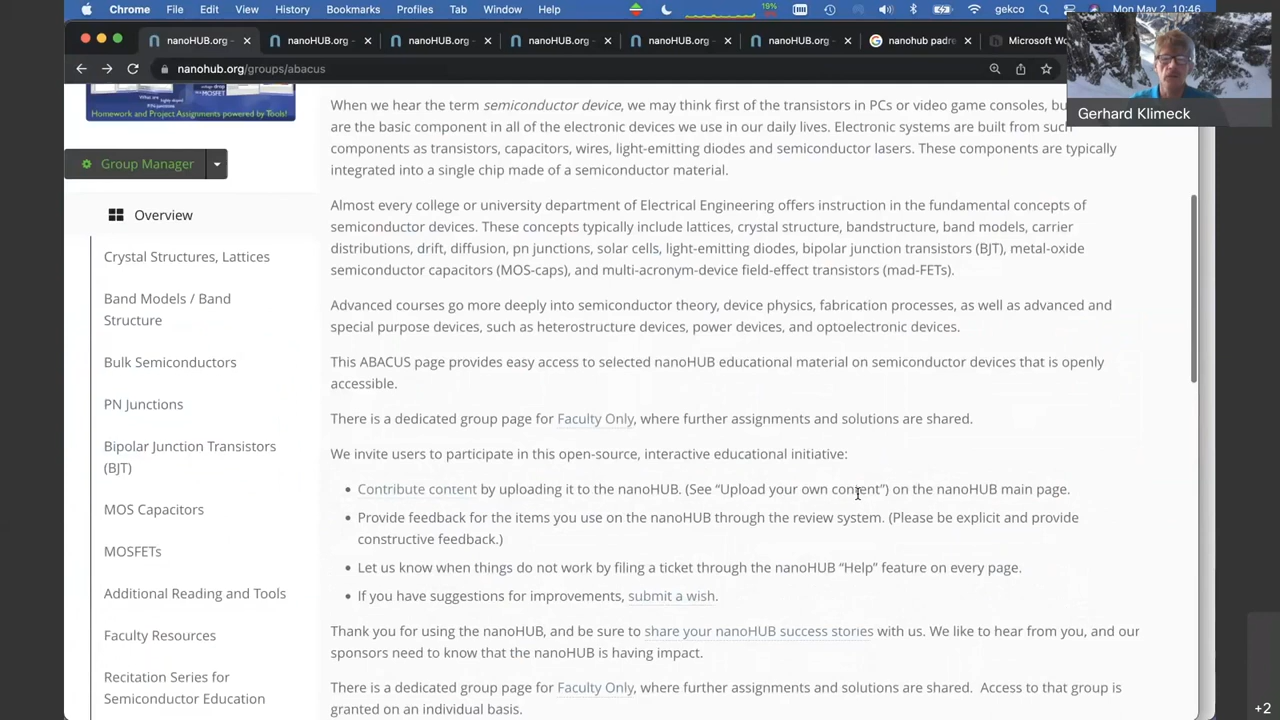 Chrome File Edit View History Bookmarks Profiles Tab Window Help 19% gekco Mon May 2 10:46
nanoHUB.org - nanoHUB.org - nanoHUB.org - nanoHUB.org - nanoHUB.org - nanoHUB.org - nanohub padre Microsoft Wo
nanohub.org/groups/abacus
Gerhard Klimeck
What are
MOSFET
PN-junctions
Homework and Project Assignments powered by Tools!
Group Manager
Overview
Crystal Structures, Lattices
Band Models / Band
Structure
Bulk Semiconductors
PN Junctions
Bipolar Junction Transistors
(BJT)
MOS Capacitors
MOSFETs
Additional Reading and Tools
Faculty Resources
Recitation Series for
Semiconductor Education
When we hear the term semiconductor device, we may think first of the transistors in PCs or video game consoles, bu
are the basic component in all of the electronic devices we use in our daily lives. Electronic systems are built from such
components as transistors, capacitors, wires, light-emitting diodes and semiconductor lasers. These components are typically
integrated into a single chip made of a semiconductor material.
Almost every college or university department of Electrical Engineering offers instruction in the fundamental concepts of
semiconductor devices. These concepts typically include lattices, crystal structure, bandstructure, band models, carrier
distributions, drift, diffusion, pn junctions, solar cells, light-emitting diodes, bipolar junction transistors (BJT), metal-oxide
semiconductor capacitors (MOS-caps), and multi-acronym-device field-effect transistors (mad-FETs).
Advanced courses go more deeply into semiconductor theory, device physics, fabrication processes, as well as advanced and
special purpose devices, such as heterostructure devices, power devices, and optoelectronic devices.
This ABACUS page provides easy access to selected nanoHUB educational material on semiconductor devices that is openly
accessible.
There is a dedicated group page for Faculty Only, where further assignments and solutions are shared.
We invite users to participate in this open-source, interactive educational initiative:
• Contribute content by uploading it to the nanoHUB. (See “Upload your own content”) on the nanoHUB main page.
• Provide feedback for the items you use on the nanoHUB through the review system. (Please be explicit and provide
constructive feedback.)
• Let us know when things do not work by filing a ticket through the nanoHUB “Help” feature on every page.
• If you have suggestions for improvements, submit a wish.
Thank you for using the nanoHUB, and be sure to share your nanoHUB success stories with us. We like to hear from you, and our
sponsors need to know that the nanoHUB is having impact.
There is a dedicated group page for Faculty Only, where further assignments and solutions are shared. Access to that group is
granted on an individual basis.
+2